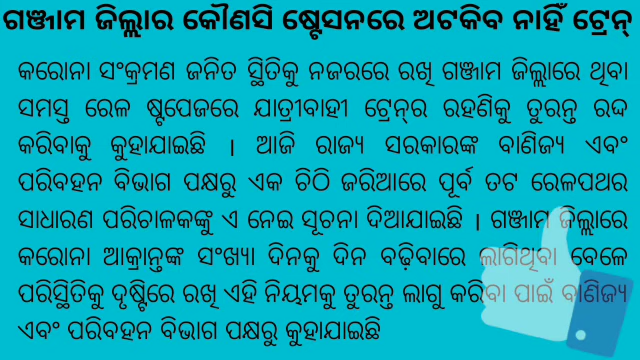 ଗଞ୍ଜାମ ଜିଲ୍ଲାର କୌଣସି ଷ୍ଟେସନରେ ଅଟକିବ ନାହିଁ ଟ୍ରେନ୍
କରୋନା ସଂକ୍ରମଣ ଜନିତ ସ୍ଥିତିକୁ ନଜରରେ ରଖି ଗଞ୍ଜାମ ଜିଲ୍ଲାରେ ଥିବା
ସମସ୍ତ ରେଳ ଷ୍ଟପେଜରେ ଯାତ୍ରୀବାହୀ ଟ୍ରେନ୍‌ର ରହଣିକୁ ତୁରନ୍ତ ରଦ୍ଦ
କରିବାକୁ କୁହାଯାଇଛି । ଆଜି ରାଜ୍ୟ ସରକାରଙ୍କ ବାଣିଜ୍ୟ ଏବଂ
ପରିବହନ ବିଭାଗ ପକ୍ଷରୁ ଏକ ଚିଠି ଜରିଆରେ ପୂର୍ବ ତଟ ରେଳପଥର
ସାଧାରଣ ପରିଚାଳକଙ୍କୁ ଏ ନେଇ ସୂଚନା ଦିଆଯାଇଛି । ଗଞ୍ଜାମ ଜିଲ୍ଲାରେ
କରୋନା ଆକ୍ରାନ୍ତଙ୍କ ସଂଖ୍ୟା ଦିନକୁ ଦିନ ବଢ଼ିବାରେ ଲାଗିଥିବା ବେଳେ
ପରିସ୍ଥିତିକୁ ଦୃଷ୍ଟିରେ ରଖି ଏହି ନିୟମକୁ ତୁରନ୍ତ ଲାଗୁ କରିବା ପାଇଁ ବାଣିଜ୍ୟ
ଏବଂ ପରିବହନ ବିଭାଗ ପକ୍ଷରୁ କୁହାଯାଇଛି